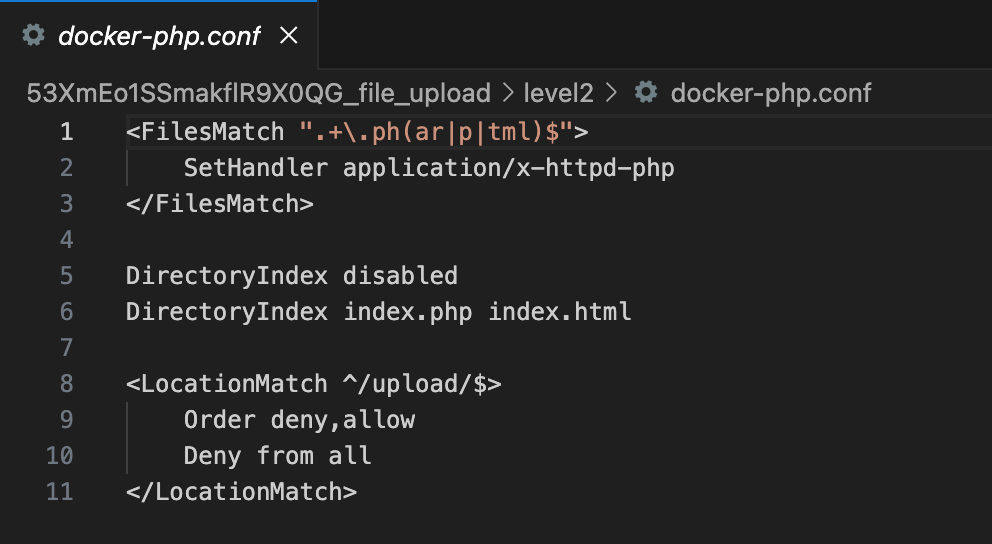 docker-php.conf
53XmEo1SSmakflR9X0QG_file_upload > level2 > docker-php.conf
1 <FilesMatch ".+\.ph(ar|p|tml)$">
2 SetHandler application/x-httpd-php
3 </FilesMatch>
4
5 DirectoryIndex disabled
6 DirectoryIndex index.php index.html
7
8 <LocationMatch ^/upload/$>
9 Order deny,allow
10 Deny from all
11 </LocationMatch>